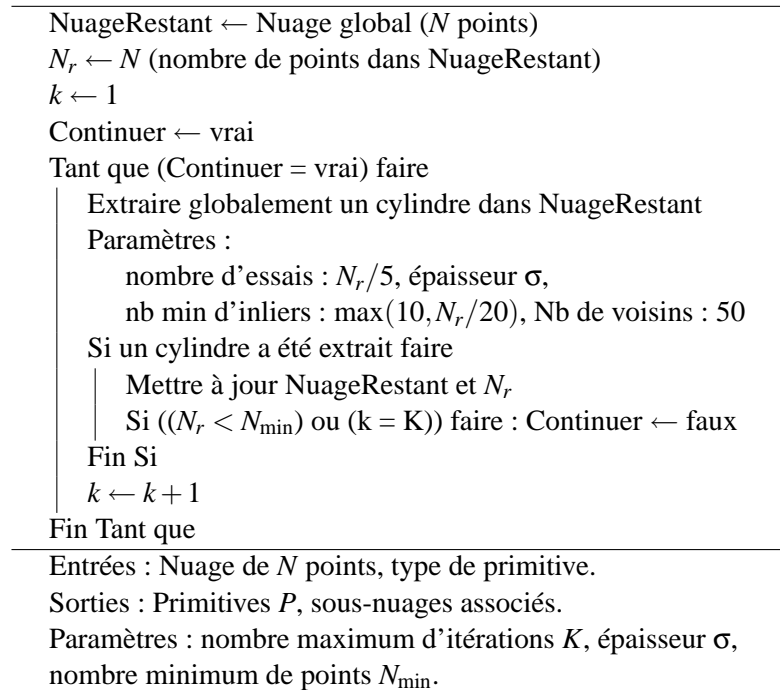 NuageRestant ← Nuage global (N points)
N_r ← N (nombre de points dans NuageRestant)
k ← 1
Continuer ← vrai
Tant que (Continuer = vrai) faire
Extraire globalement un cylindre dans NuageRestant
Paramètres :
nombre d'essais : N_r/5, épaisseur σ,
nb min d'inliers : max(10,N_r/20), Nb de voisins : 50
Si un cylindre a été extrait faire
Mettre à jour NuageRestant et N_r
Si ((N_r < N_min) ou (k = K)) faire : Continuer ← faux
Fin Si
k ← k + 1
Fin Tant que
Entrées : Nuage de N points, type de primitive.
Sorties : Primitives P, sous-nuages associés.
Paramètres : nombre maximum d'itérations K, épaisseur σ,
nombre minimum de points N_min.